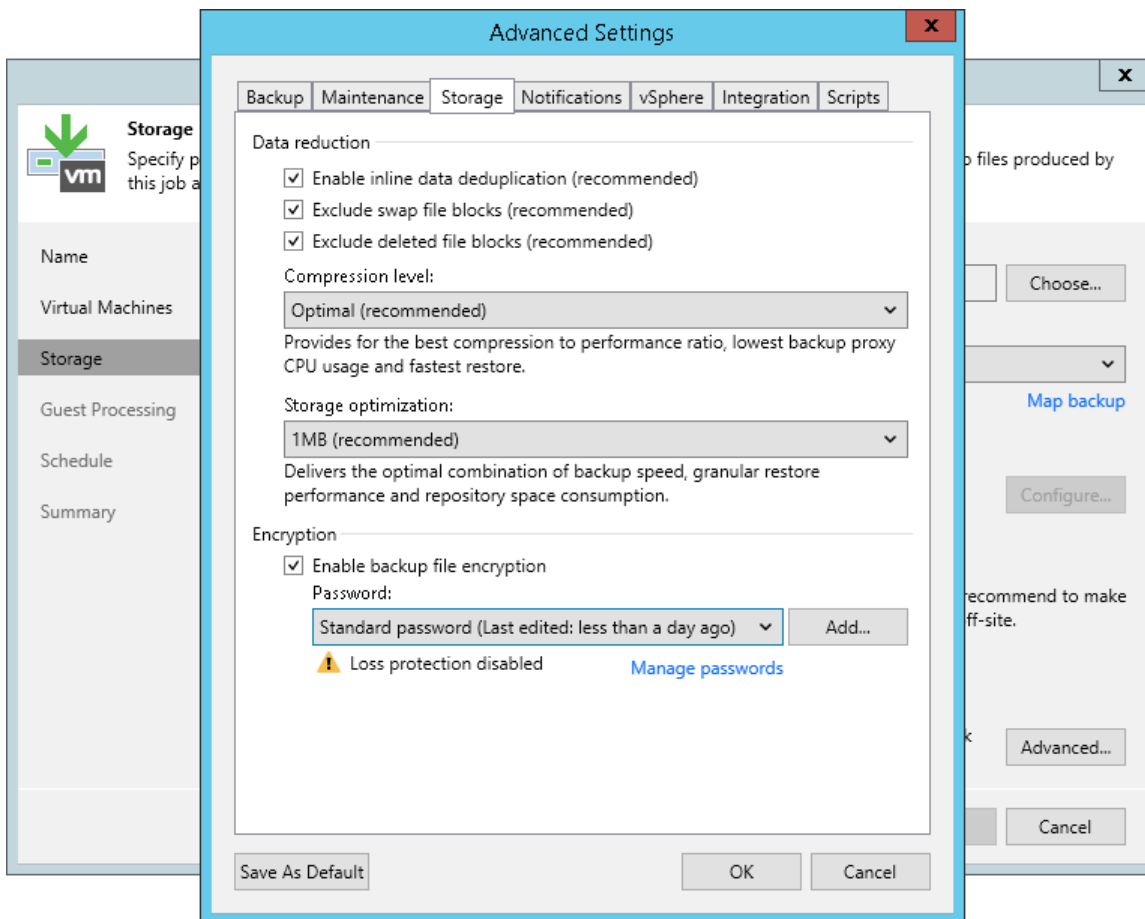 Advanced Settings
x
x
Backup
Maintenance
Storage
Notifications
vSphere
Integration
Scripts
vm
Storage
Specify
this job
files produced by
Name
Virtual Machines
Storage
Guest Processing
Schedule
Summary
Data reduction
Enable inline data deduplication (recommended)
Exclude swap file blocks (recommended)
Exclude deleted file blocks (recommended)
Compression level:
Optimal (recommended)
Provides for the best compression to performance ratio, lowest backup proxy
CPU usage and fastest restore.
Storage optimization:
1MB (recommended)
Delivers the optimal combination of backup speed, granular restore
performance and repository space consumption.
Encryption
Enable backup file encryption
Password:
Standard password (Last edited: less than a day ago)
Add...
Loss protection disabled
Manage passwords
Save As Default
OK
Cancel
Choose...
Map backup
Configure...
recommend to make
ff-site.
Advanced...
Cancel